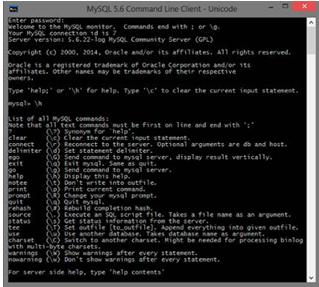 MySQL 5.6 Command Line Client - Unicode
Enter password:
Welcome to the MySQL monitor.  Commands end with ; or \g.
Your MySQL connection id is 7
Server version: 5.6.22-log MySQL Community Server (GPL)
Copyright (c) 2000, 2014, Oracle and/or its affiliates. All rights reserved.
Oracle is a registered trademark of Oracle Corporation and/or its
affiliates. Other names may be trademarks of their respective
owners.
Type 'help;' or '\h' for help. Type '\c' to clear the current input statement.
mysql> \h
List of all MySQL commands:
Note that all text commands must be first on line and end with ';'
?         (\?) Synonym for `help'.
clear     (\c) Clear the current input statement.
connect   (\r) Reconnect to the server. Optional arguments are db and host.
delimiter (\d) Set statement delimiter.
ego       (\G) Send command to mysql server, display result vertically.
exit      (\q) Exit mysql. Same as quit.
go        (\g) Send command to mysql server.
help      (\h) Display this help.
notee     (\t) Don't write into outfile.
print     (\p) Print current command.
prompt    (\R) Change your mysql prompt.
quit      (\q) Quit mysql.
rehash    (\#) Rebuild completion hash.
source    (\.) Execute an SQL script file. Takes a file name as an argument.
status    (\s) Get status information from the server.
tee       (\T) Set outfile [to_outfile]. Append everything into given outfile.
use       (\u) Use another database. Takes database name as argument.
charset   (\C) Switch to another charset. Might be needed for processing binlog
with multi-byte charsets.
warnings  (\W) Show warnings after every statement.
nowarning (\w) Don't show warnings after every statement.
For server side help, type 'help contents'